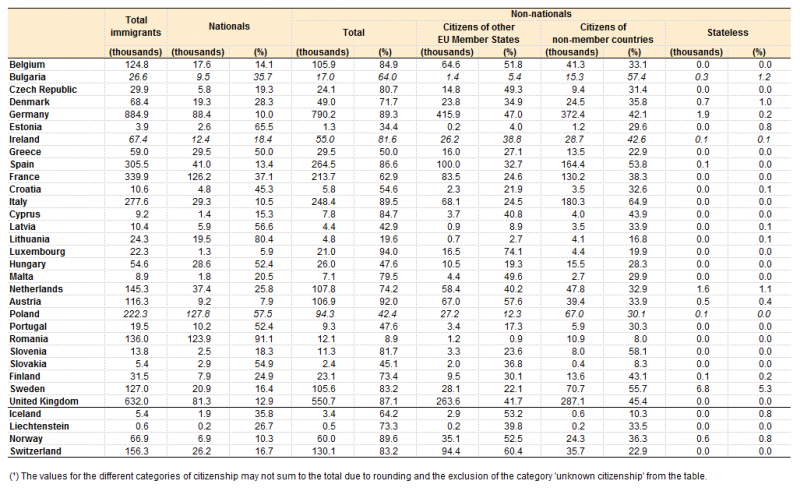 Non-nationals
Total immigrants Nationals Total Citizens of other EU Member States Citizens of non-member countries Stateless
(thousands) (thousands) (%) (thousands) (%) (thousands) (%) (thousands) (%) (thousands) (%)
Belgium 124.8 17.6 14.1 105.9 84.9 64.6 51.8 41.3 33.1 0.0 0.0
Bulgaria 26.6 9.5 35.7 17.0 64.0 1.4 5.4 15.3 57.4 0.3 1.2
Czech Republic 29.9 5.8 19.3 24.1 80.7 14.8 49.3 9.4 31.4 0.0 0.0
Denmark 68.4 19.3 28.3 49.0 71.7 23.8 34.9 24.5 35.8 0.7 1.0
Germany 884.9 88.4 10.0 790.2 89.3 415.9 47.0 372.4 42.1 1.9 0.2
Estonia 3.9 2.6 65.5 1.3 34.4 0.2 4.0 1.2 29.6 0.0 0.8
Ireland 67.4 12.4 18.4 55.0 81.6 26.2 38.8 28.7 42.6 0.1 0.1
Greece 59.0 29.5 50.0 29.5 50.0 16.0 27.1 13.5 22.9 0.0 0.0
Spain 305.5 41.0 13.4 264.5 86.6 100.0 32.7 164.4 53.8 0.1 0.0
France 339.9 126.2 37.1 213.7 62.9 83.5 24.6 130.2 38.3 0.0 0.0
Croatia 10.6 4.8 45.3 5.8 54.6 2.3 21.9 3.5 32.6 0.0 0.1
Italy 277.6 29.3 10.5 248.4 89.5 68.1 24.5 180.3 64.9 0.0 0.0
Cyprus 9.2 1.4 15.3 7.8 84.7 3.7 40.8 4.0 43.9 0.0 0.0
Latvia 10.4 5.9 56.6 4.4 42.9 0.9 8.9 3.5 33.9 0.0 0.1
Lithuania 24.3 19.5 80.4 4.8 19.6 0.7 2.7 4.1 16.8 0.0 0.1
Luxembourg 22.3 1.3 5.9 21.0 94.0 16.5 74.1 4.4 19.9 0.0 0.0
Hungary 54.6 28.6 52.4 26.0 47.6 10.5 19.3 15.5 28.3 0.0 0.0
Malta 8.9 1.8 20.5 7.1 79.5 4.4 49.6 2.7 29.9 0.0 0.0
Netherlands 145.3 37.4 25.8 107.8 74.2 58.4 40.2 47.8 32.9 1.6 1.1
Austria 116.3 9.2 7.9 106.9 92.0 67.0 57.6 39.4 33.9 0.5 0.4
Poland 222.3 127.8 57.5 94.3 42.4 27.2 12.3 67.0 30.1 0.1 0.0
Portugal 19.5 10.2 52.4 9.3 47.6 3.4 17.3 5.9 30.3 0.0 0.0
Romania 136.0 123.9 91.1 12.1 8.9 1.2 0.9 10.9 8.0 0.0 0.0
Slovenia 13.8 2.5 18.3 11.3 81.7 3.3 23.6 8.0 58.1 0.0 0.0
Slovakia 5.4 2.9 54.9 2.4 45.1 2.0 36.8 0.4 8.3 0.0 0.0
Finland 31.5 7.9 24.9 23.1 73.4 9.5 30.1 13.6 43.1 0.1 0.2
Sweden 127.0 20.9 16.4 105.6 83.2 28.1 22.1 70.7 55.7 6.8 5.3
United Kingdom 632.0 81.3 12.9 550.7 87.1 263.6 41.7 287.1 45.4 0.0 0.0
Iceland 5.4 1.9 35.8 3.4 64.2 2.9 53.2 0.6 10.3 0.0 0.8
Liechtenstein 0.6 0.2 26.7 0.5 73.3 0.2 39.8 0.2 33.5 0.0 0.0
Norway 66.9 6.9 10.3 60.0 89.6 35.1 52.5 24.3 36.3 0.6 0.8
Switzerland 156.3 26.2 16.7 130.1 83.2 94.4 60.4 35.7 22.9 0.0 0.0
(¹) The values for the different categories of citizenship may not sum to the total due to rounding and the exclusion of the category 'unknown citizenship' from the table.